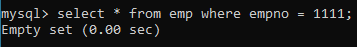 mysql> select * from emp where empno = 1111;
Empty set (0.00 sec)